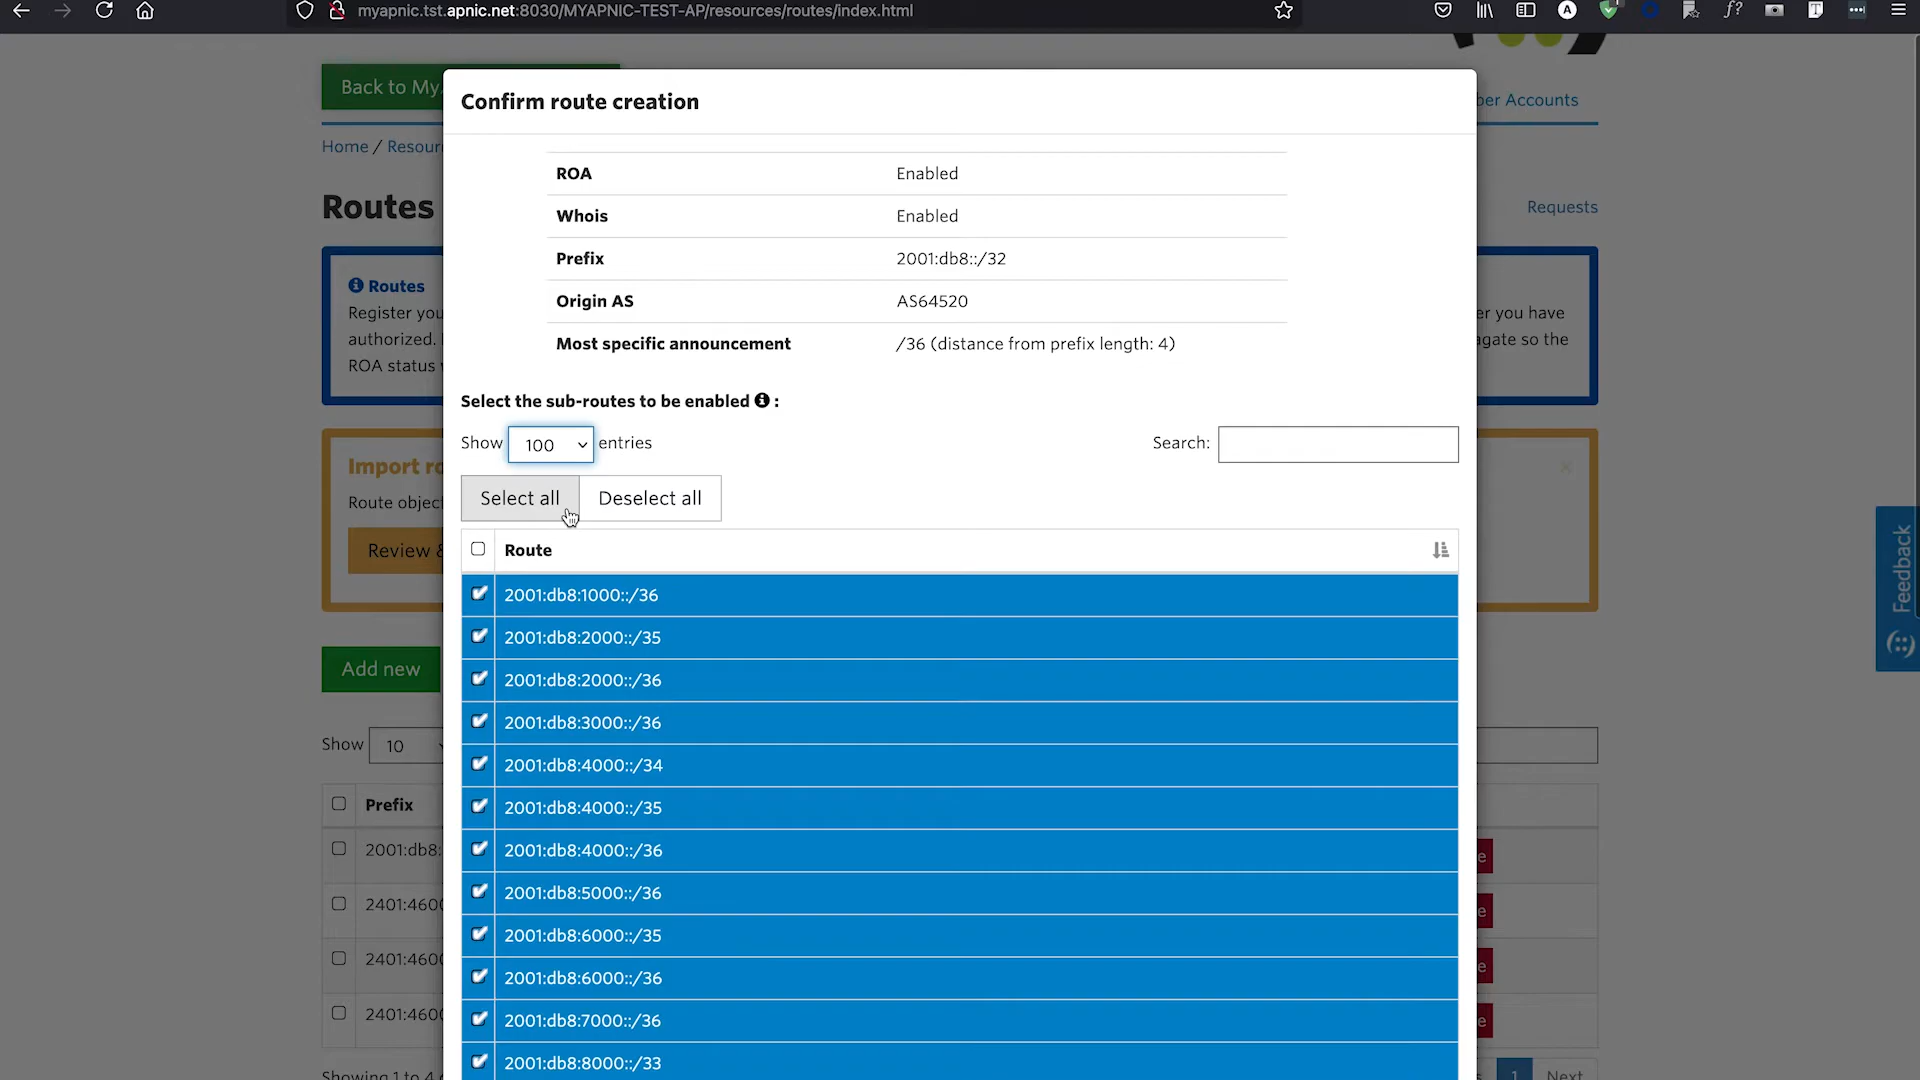 myapnic.tst.apnic.net:8030/MYAPNIC-TEST-AP/resources/routes/index.html
Back to My
Confirm route creation
ber Accounts
Home / Resour
ROA Enabled
Whois Enabled
Routes
Requests
Prefix 2001:db8::/32
Routes
Origin AS AS64520
Register you
er you have
authorized.
agate so the
Most specific announcement /36 (distance from prefix length: 4)
ROA status
Select the sub-routes to be enabled :
Show 100 entries
Search:
Import ro
Route objec
Select all Deselect all
Review &
Route
2001:db8:1000::/36
2001:db8:2000::/35
2001:db8:2000::/36
2001:db8:3000::/36
2001:db8:4000::/34
2001:db8:4000::/35
2001:db8:4000::/36
2001:db8:5000::/36
2001:db8:6000::/35
2001:db8:6000::/36
2001:db8:7000::/36
2001:db8:8000::/33
Add new
Show 10
Prefix
2001:db8:
e
2401:4600
e
2401:4600
e
2401:4600
e
Showing 1 to 4
1 Next
Feedback